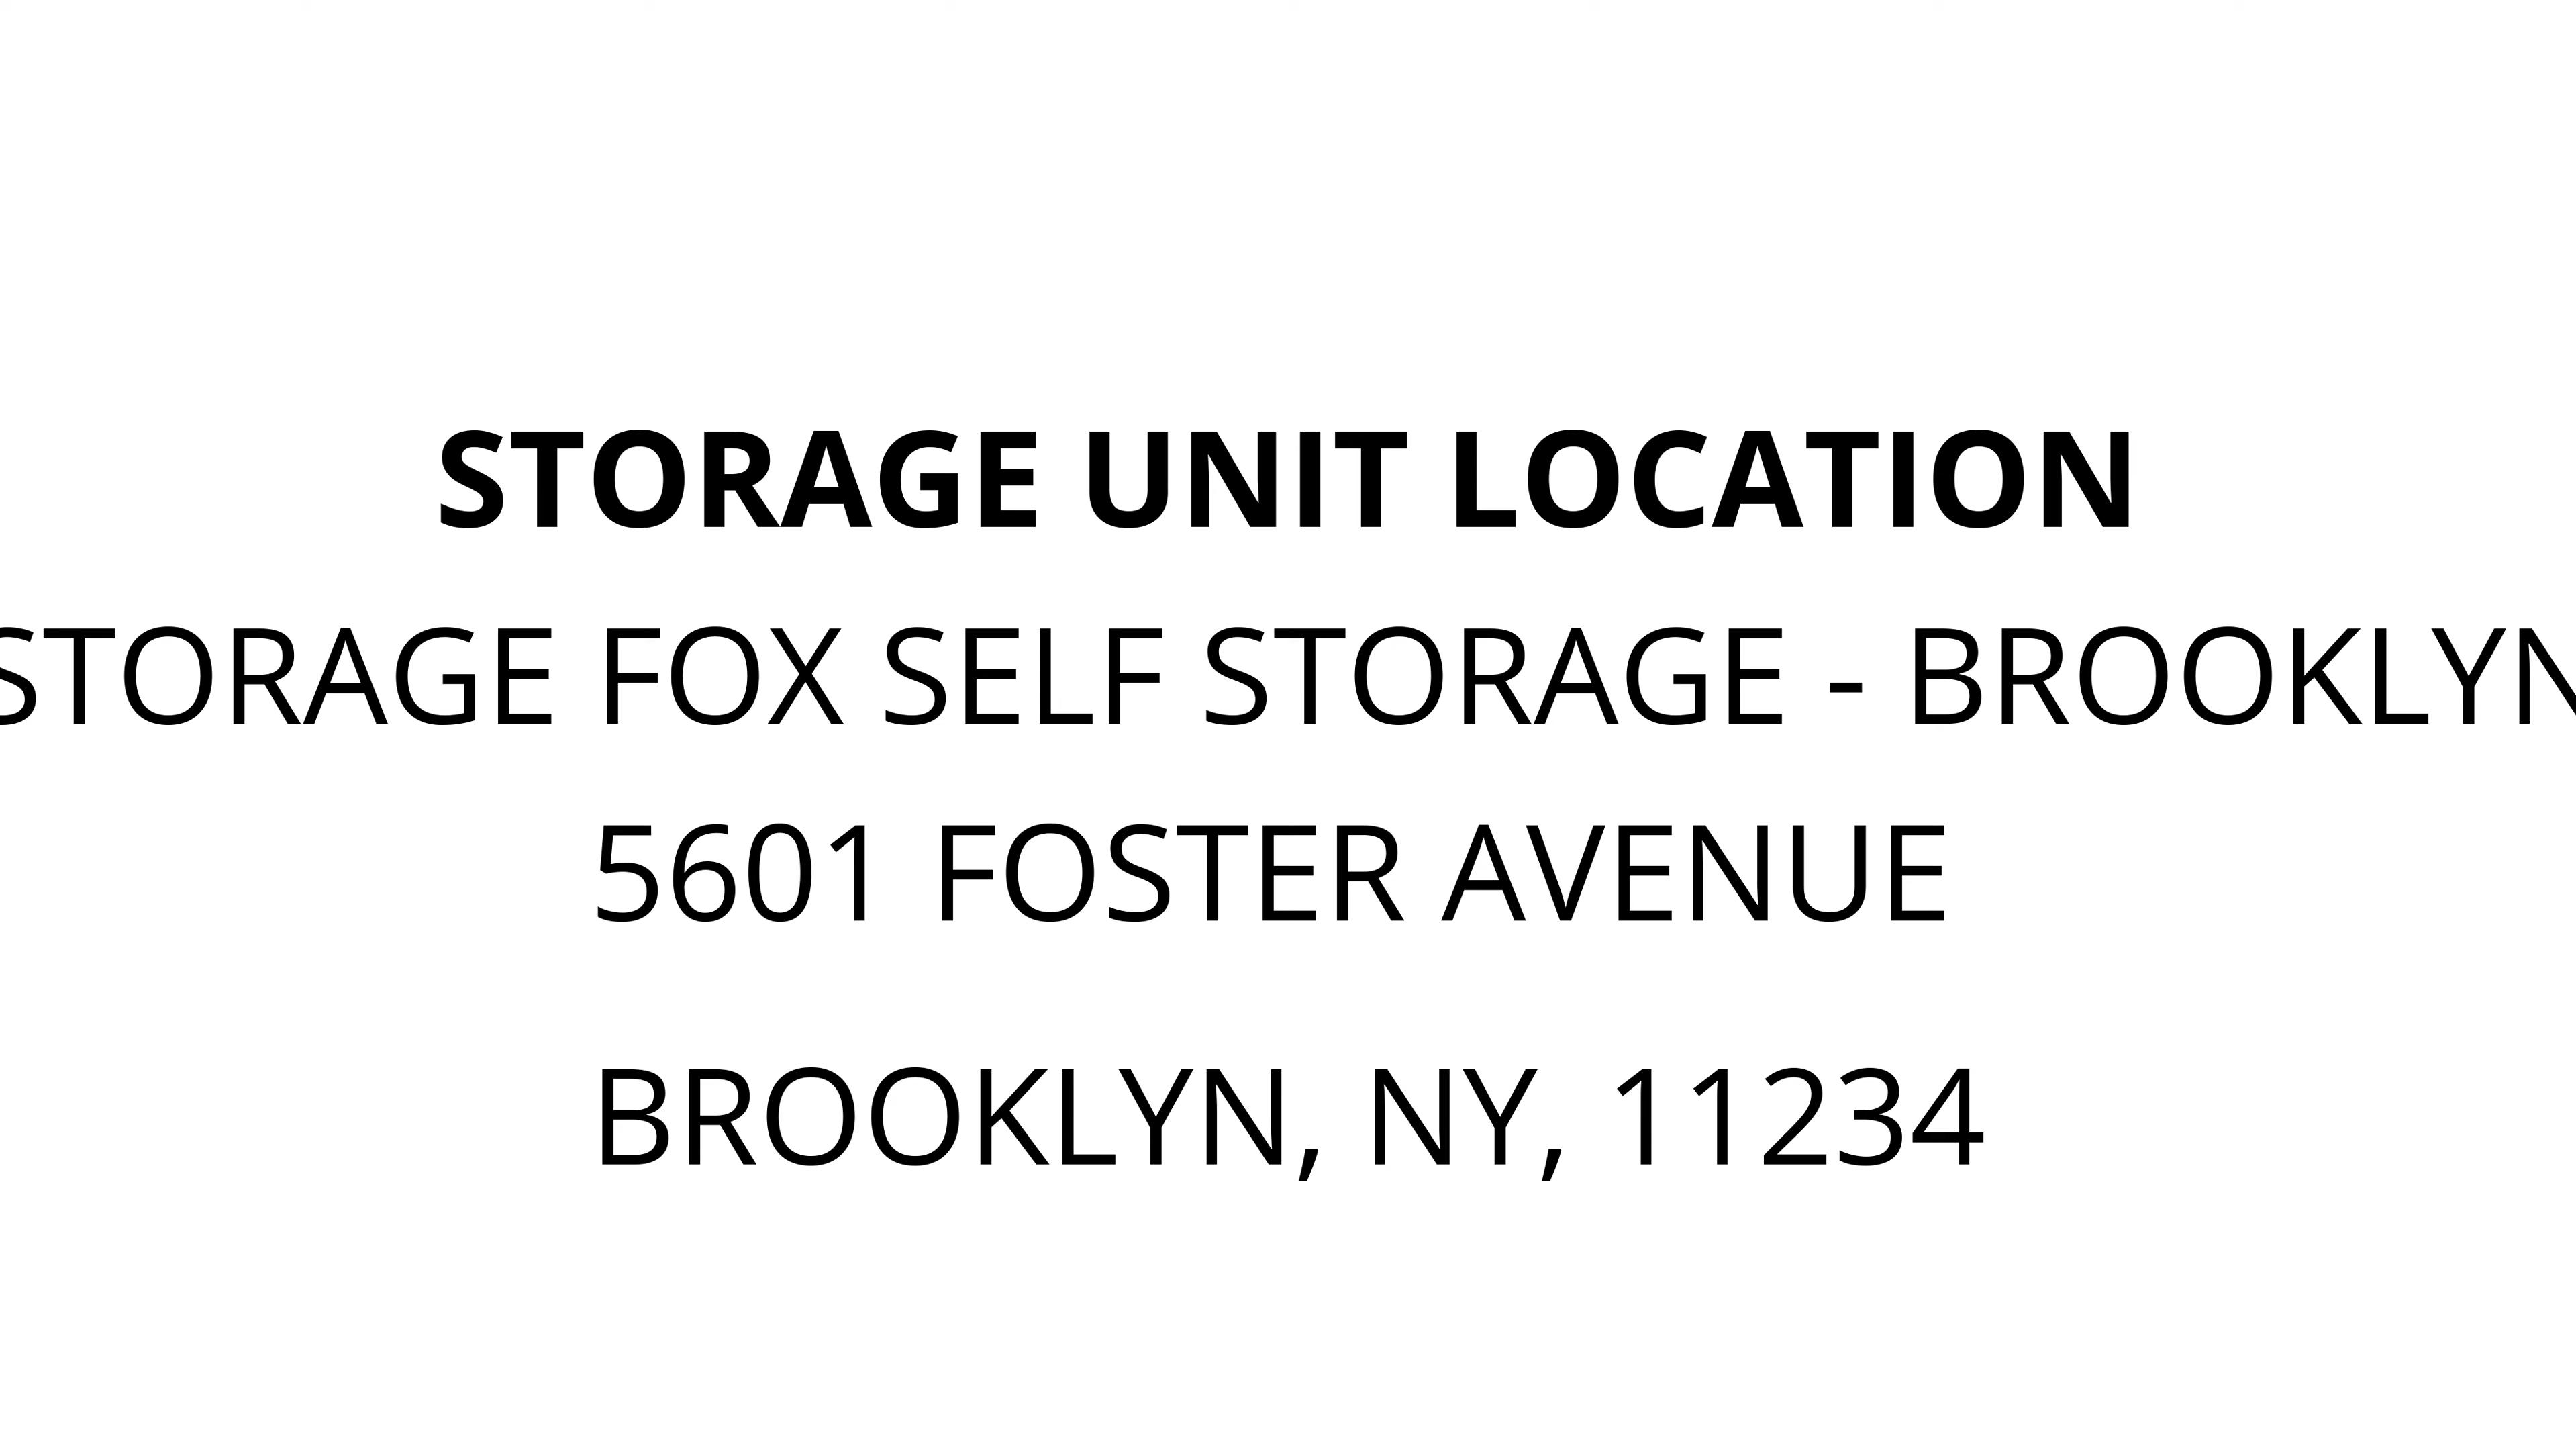 STORAGE UNIT LOCATION
STORAGE FOX SELF STORAGE - BROOKLYN
5601 FOSTER AVENUE
BROOKLYN, NY, 11234